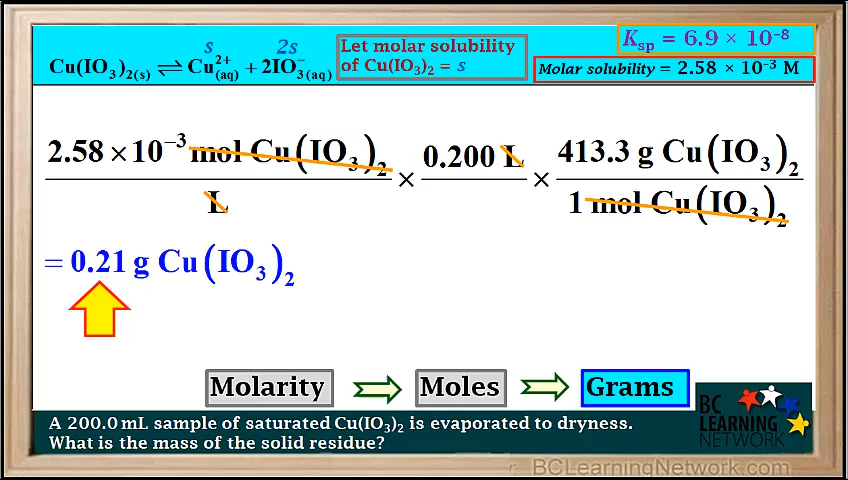 s 2s
Cu(IO₃)₂₍s₎ ⇌ Cu²⁺(aq) + 2IO₃⁻(aq)
Let molar solubility
of Cu(IO₃)₂ = s
Ksp = 6.9 × 10⁻⁸
Molar solubility = 2.58 × 10⁻³ M
2.58 × 10⁻³ mol Cu(IO₃)₂ / L × 0.200 L × 413.3 g Cu(IO₃)₂ / 1 mol Cu(IO₃)₂
= 0.21 g Cu(IO₃)₂
Molarity Moles Grams
A 200.0 mL sample of saturated Cu(IO₃)₂ is evaporated to dryness.
What is the mass of the solid residue?
BC
LEARNING
NETWORK
BCLearningNetwork.com